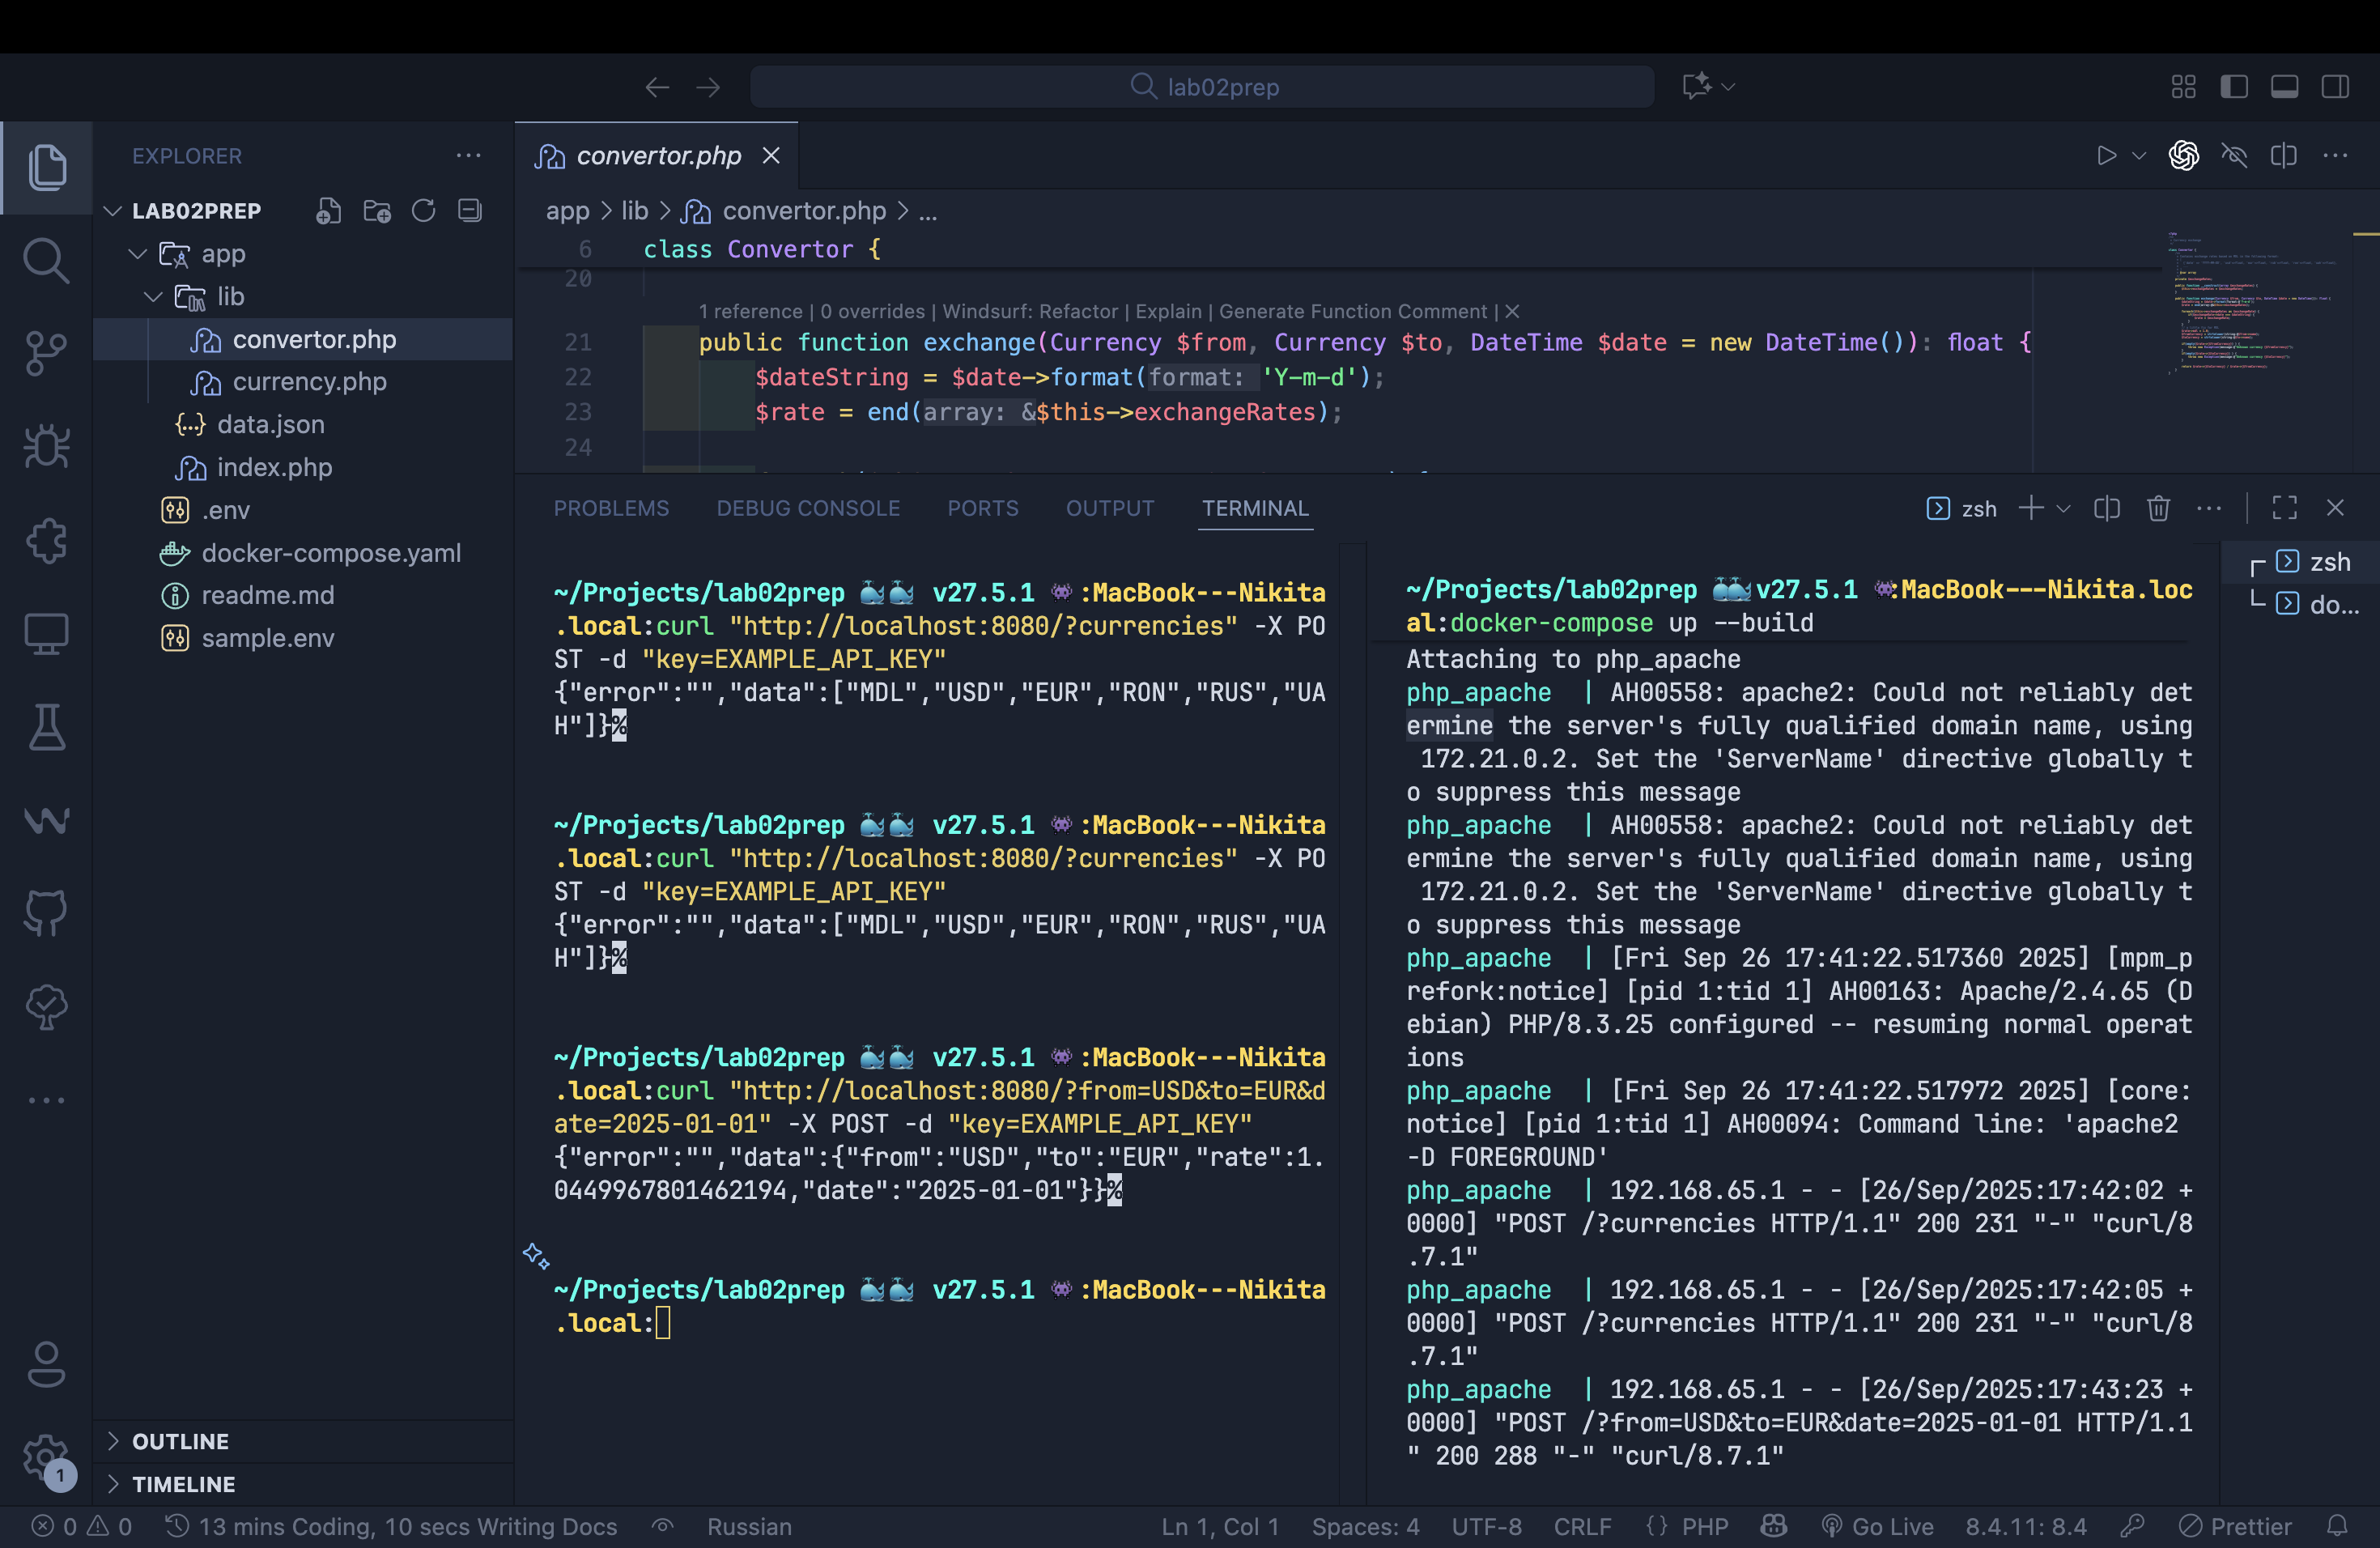 lab02prep
EXPLORER
LAB02PREP
app
lib
convertor.php
currency.php
data.json
index.php
.env
docker-compose.yaml
readme.md
sample.env
OUTLINE
TIMELINE
convertor.php
app > lib > convertor.php > ...
6 class Convertor {
20
1 reference | 0 overrides | Windsurf: Refactor | Explain | Generate Function Comment | ✕
21 public function exchange(Currency $from, Currency $to, DateTime $date = new DateTime()): float {
22 $dateString = $date->format(format: 'Y-m-d');
23 $rate = end(array: &$this->exchangeRates);
24
PROBLEMS DEBUG CONSOLE PORTS OUTPUT TERMINAL
zsh
~/Projects/lab02prep 🐳🐳 v27.5.1 👾:MacBook---Nikita
.local:curl "http://localhost:8080/?currencies" -X PO
ST -d "key=EXAMPLE_API_KEY"
{"error":"","data":["MDL","USD","EUR","RON","RUS","UA
H"]}%
~/Projects/lab02prep 🐳🐳 v27.5.1 👾:MacBook---Nikita
.local:curl "http://localhost:8080/?currencies" -X PO
ST -d "key=EXAMPLE_API_KEY"
{"error":"","data":["MDL","USD","EUR","RON","RUS","UA
H"]}%
~/Projects/lab02prep 🐳🐳 v27.5.1 👾:MacBook---Nikita
.local:curl "http://localhost:8080/?from=USD&to=EUR&d
ate=2025-01-01" -X POST -d "key=EXAMPLE_API_KEY"
{"error":"","data":{"from":"USD","to":"EUR","rate":1.
0449967801462194,"date":"2025-01-01"}}%
~/Projects/lab02prep 🐳🐳 v27.5.1 👾:MacBook---Nikita
.local:
~/Projects/lab02prep 🐳🐳v27.5.1 👾:MacBook---Nikita.loc
al:docker-compose up --build
Attaching to php_apache
php_apache | AH00558: apache2: Could not reliably det
ermine the server's fully qualified domain name, using
172.21.0.2. Set the 'ServerName' directive globally t
o suppress this message
php_apache | AH00558: apache2: Could not reliably det
ermine the server's fully qualified domain name, using
172.21.0.2. Set the 'ServerName' directive globally t
o suppress this message
php_apache | [Fri Sep 26 17:41:22.517360 2025] [mpm_p
refork:notice] [pid 1:tid 1] AH00163: Apache/2.4.65 (D
ebian) PHP/8.3.25 configured -- resuming normal operat
ions
php_apache | [Fri Sep 26 17:41:22.517972 2025] [core:
notice] [pid 1:tid 1] AH00094: Command line: 'apache2
-D FOREGROUND'
php_apache | 192.168.65.1 - - [26/Sep/2025:17:42:02 +
0000] "POST /?currencies HTTP/1.1" 200 231 "-" "curl/8
.7.1"
php_apache | 192.168.65.1 - - [26/Sep/2025:17:42:05 +
0000] "POST /?currencies HTTP/1.1" 200 231 "-" "curl/8
.7.1"
php_apache | 192.168.65.1 - - [26/Sep/2025:17:43:23 +
0000] "POST /?from=USD&to=EUR&date=2025-01-01 HTTP/1.1
" 200 288 "-" "curl/8.7.1"
zsh
do...
1
0 0 13 mins Coding, 10 secs Writing Docs Russian Ln 1, Col 1 Spaces: 4 UTF-8 CRLF {} PHP Go Live 8.4.11: 8.4 Prettier